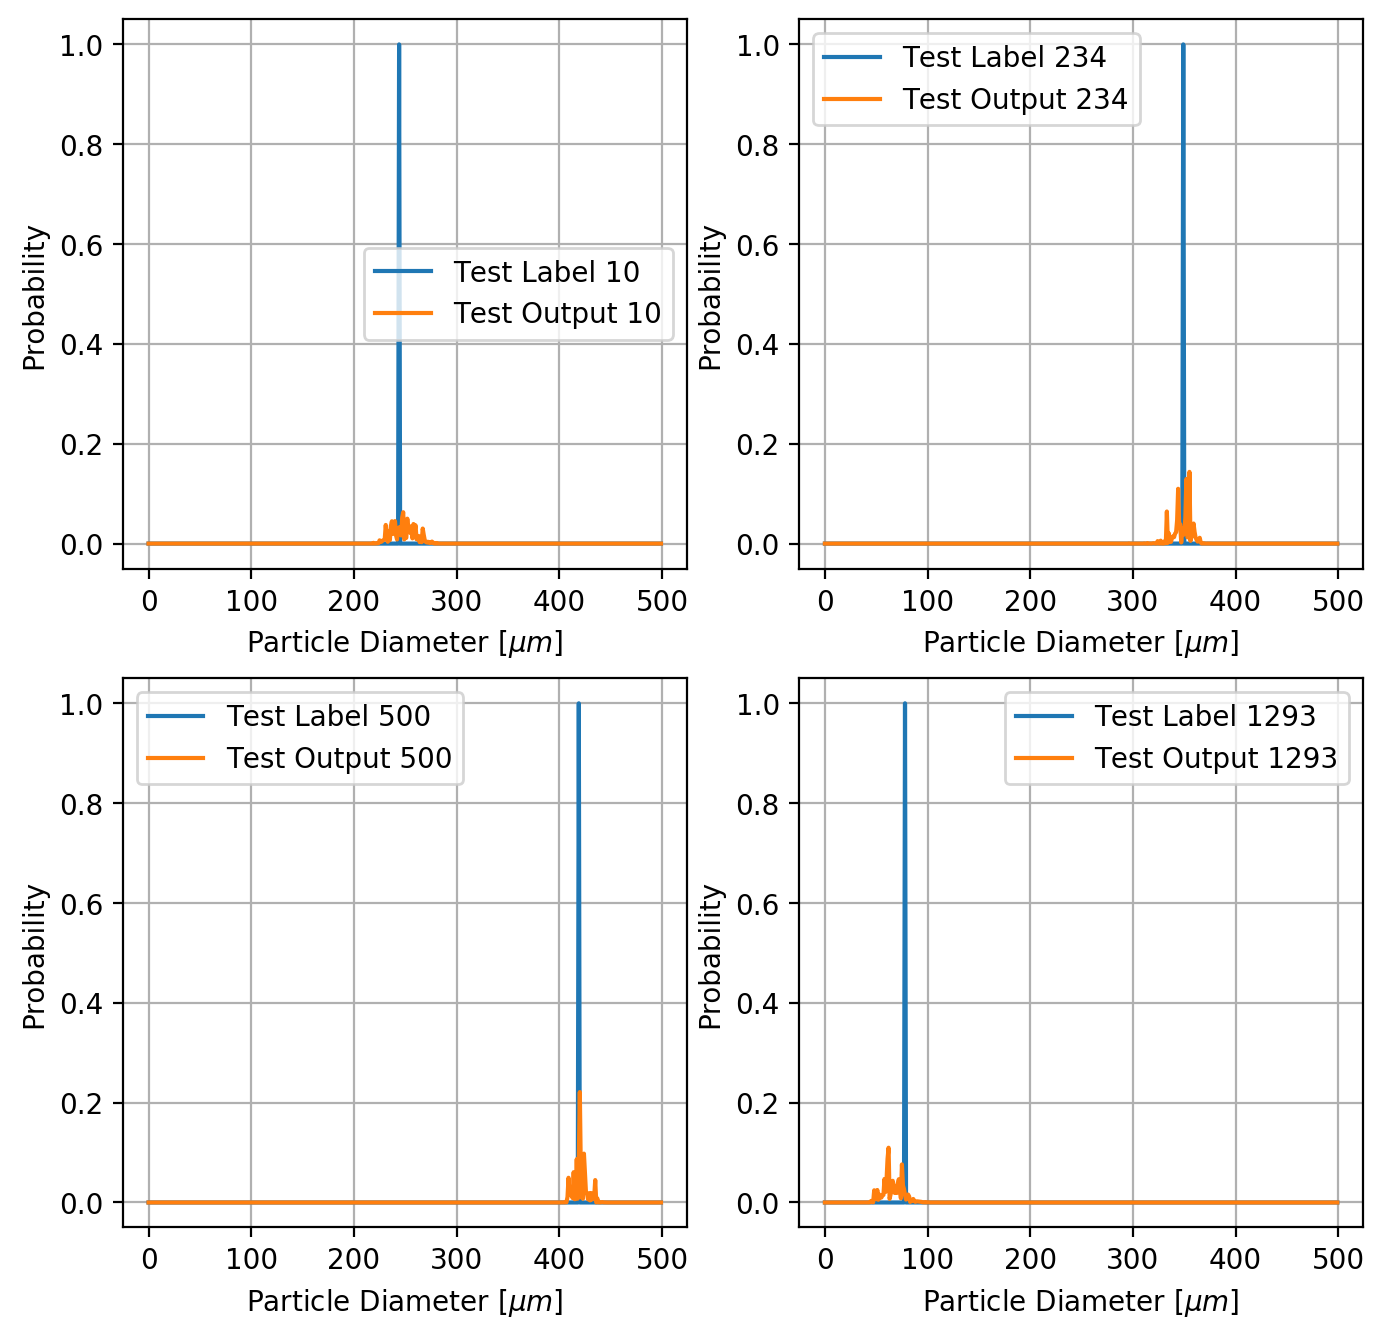 1.0
0.8
0.6
0.4
0.2
0.0
Probability
Test Label 10
Test Output 10
0 100 200 300 400 500
Particle Diameter [μm]
1.0
0.8
0.6
0.4
0.2
0.0
Probability
Test Label 234
Test Output 234
0 100 200 300 400 500
Particle Diameter [μm]
1.0
0.8
0.6
0.4
0.2
0.0
Probability
Test Label 500
Test Output 500
0 100 200 300 400 500
Particle Diameter [μm]
1.0
0.8
0.6
0.4
0.2
0.0
Probability
Test Label 1293
Test Output 1293
0 100 200 300 400 500
Particle Diameter [μm]